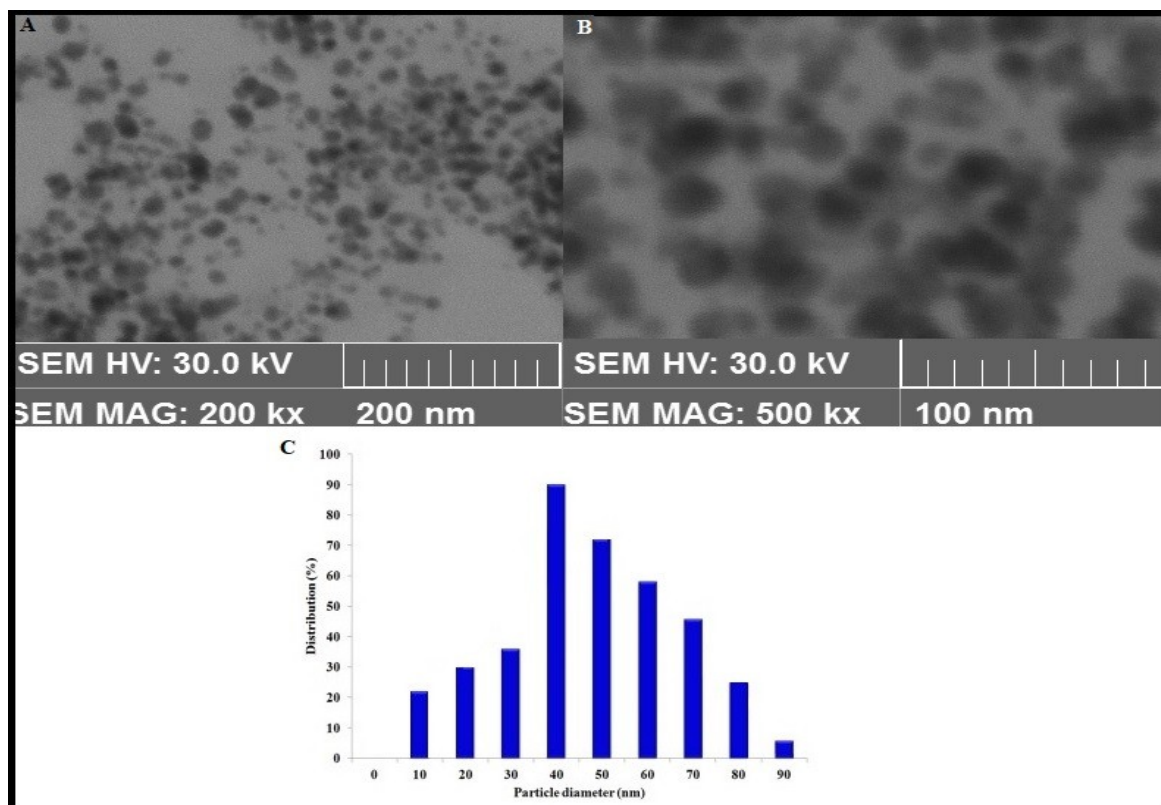 A
B
SEM HV: 30.0 kV
SEM MAG: 200 kx
200 nm
SEM HV: 30.0 kV
SEM MAG: 500 kx
100 nm
C
100
90
80
70
60
50
40
30
20
10
0
Distribution (%)
0 10 20 30 40 50 60 70 80 90
Particle diameter (nm)